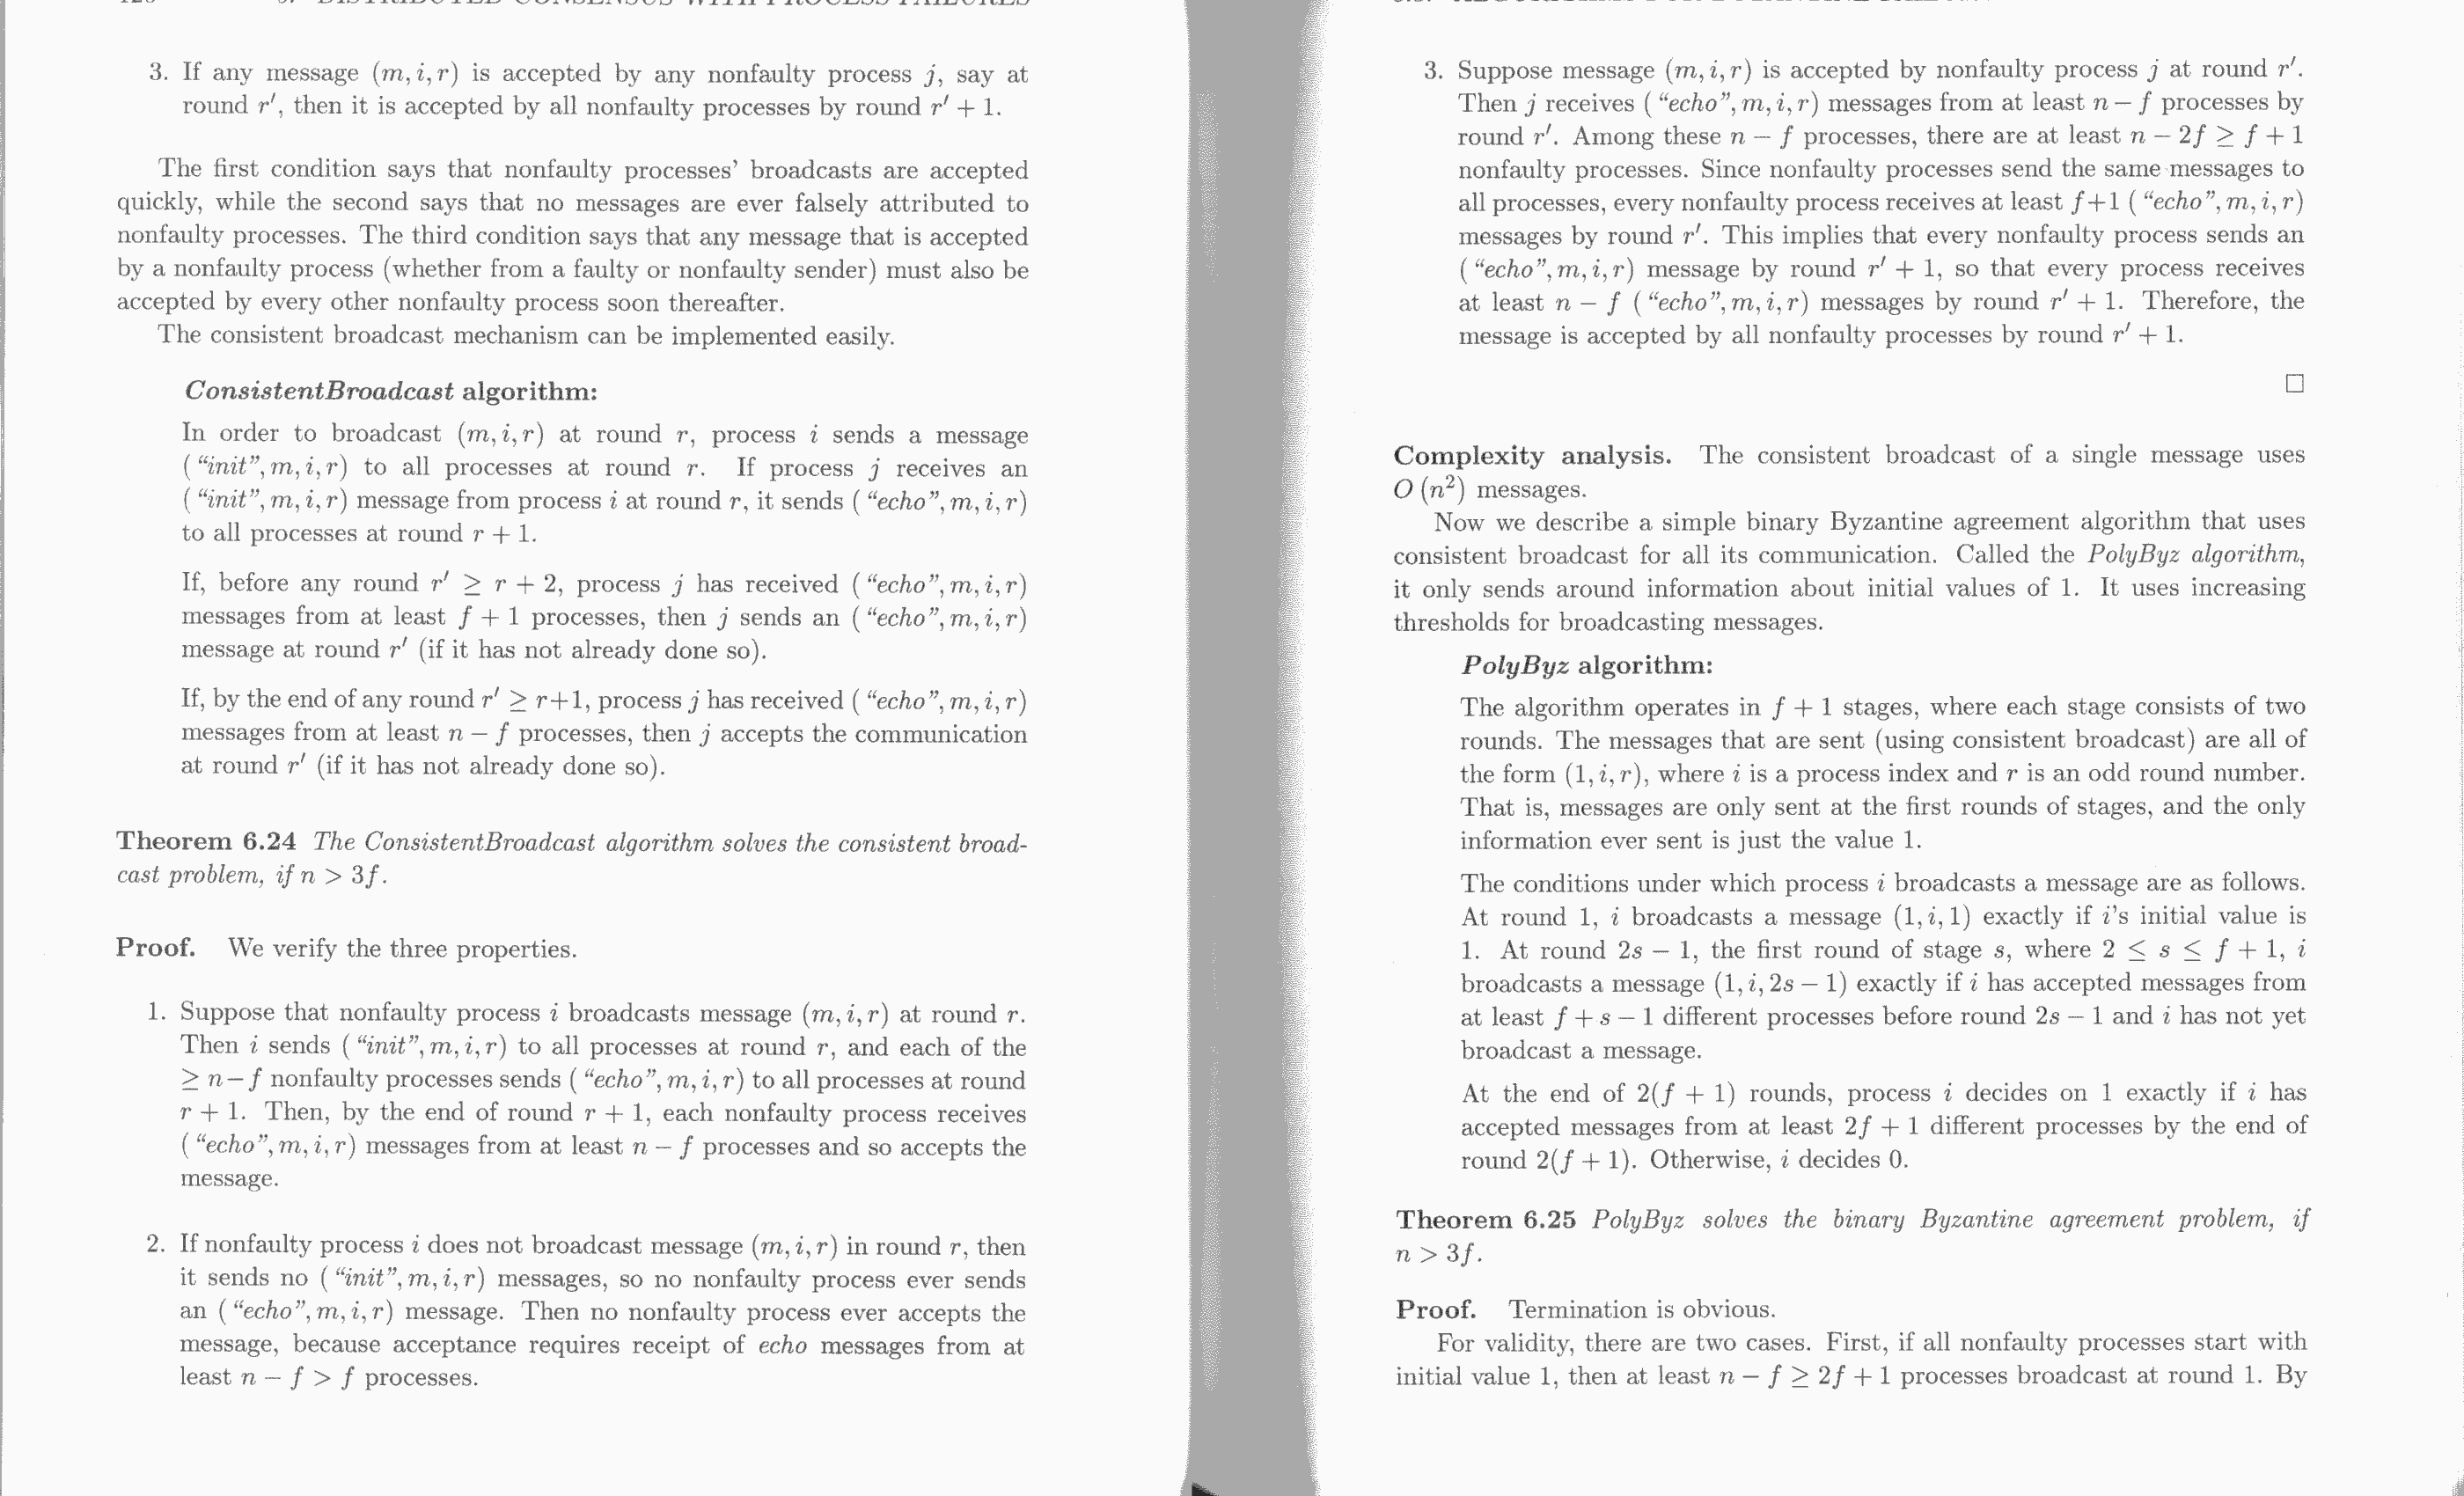 3. If any message (m, i, r) is accepted by any nonfaulty process j, say at
round r′, then it is accepted by all nonfaulty processes by round r′ + 1.
The first condition says that nonfaulty processes' broadcasts are accepted
quickly, while the second says that no messages are ever falsely attributed to
nonfaulty processes. The third condition says that any message that is accepted
by a nonfaulty process (whether from a faulty or nonfaulty sender) must also be
accepted by every other nonfaulty process soon thereafter.
The consistent broadcast mechanism can be implemented easily.
ConsistentBroadcast algorithm:
In order to broadcast (m, i, r) at round r, process i sends a message
(“init”, m, i, r) to all processes at round r. If process j receives an
(“init”, m, i, r) message from process i at round r, it sends (“echo”, m, i, r)
to all processes at round r + 1.
If, before any round r′ ≥ r + 2, process j has received (“echo”, m, i, r)
messages from at least f + 1 processes, then j sends an (“echo”, m, i, r)
message at round r′ (if it has not already done so).
If, by the end of any round r′ ≥ r+1, process j has received (“echo”, m, i, r)
messages from at least n − f processes, then j accepts the communication
at round r′ (if it has not already done so).
Theorem 6.24 The ConsistentBroadcast algorithm solves the consistent broad-
cast problem, if n > 3f.
Proof. We verify the three properties.
1. Suppose that nonfaulty process i broadcasts message (m, i, r) at round r.
Then i sends (“init”, m, i, r) to all processes at round r, and each of the
≥ n−f nonfaulty processes sends (“echo”, m, i, r) to all processes at round
r + 1. Then, by the end of round r + 1, each nonfaulty process receives
(“echo”, m, i, r) messages from at least n − f processes and so accepts the
message.
2. If nonfaulty process i does not broadcast message (m, i, r) in round r, then
it sends no (“init”, m, i, r) messages, so no nonfaulty process ever sends
an (“echo”, m, i, r) message. Then no nonfaulty process ever accepts the
message, because acceptance requires receipt of echo messages from at
least n − f > f processes.
3. Suppose message (m, i, r) is accepted by nonfaulty process j at round r′.
Then j receives (“echo”, m, i, r) messages from at least n − f processes by
round r′. Among these n − f processes, there are at least n − 2f ≥ f + 1
nonfaulty processes. Since nonfaulty processes send the same messages to
all processes, every nonfaulty process receives at least f+1 (“echo”, m, i, r)
messages by round r′. This implies that every nonfaulty process sends an
(“echo”, m, i, r) message by round r′ + 1, so that every process receives
at least n − f (“echo”, m, i, r) messages by round r′ + 1. Therefore, the
message is accepted by all nonfaulty processes by round r′ + 1.
□
Complexity analysis. The consistent broadcast of a single message uses
O(n²) messages.
Now we describe a simple binary Byzantine agreement algorithm that uses
consistent broadcast for all its communication. Called the PolyByz algorithm,
it only sends around information about initial values of 1. It uses increasing
thresholds for broadcasting messages.
PolyByz algorithm:
The algorithm operates in f + 1 stages, where each stage consists of two
rounds. The messages that are sent (using consistent broadcast) are all of
the form (1, i, r), where i is a process index and r is an odd round number.
That is, messages are only sent at the first rounds of stages, and the only
information ever sent is just the value 1.
The conditions under which process i broadcasts a message are as follows.
At round 1, i broadcasts a message (1, i, 1) exactly if i's initial value is
1. At round 2s − 1, the first round of stage s, where 2 ≤ s ≤ f + 1, i
broadcasts a message (1, i, 2s − 1) exactly if i has accepted messages from
at least f + s − 1 different processes before round 2s − 1 and i has not yet
broadcast a message.
At the end of 2(f + 1) rounds, process i decides on 1 exactly if i has
accepted messages from at least 2f + 1 different processes by the end of
round 2(f + 1). Otherwise, i decides 0.
Theorem 6.25 PolyByz solves the binary Byzantine agreement problem, if
n > 3f.
Proof. Termination is obvious.
For validity, there are two cases. First, if all nonfaulty processes start with
initial value 1, then at least n − f ≥ 2f + 1 processes broadcast at round 1. By